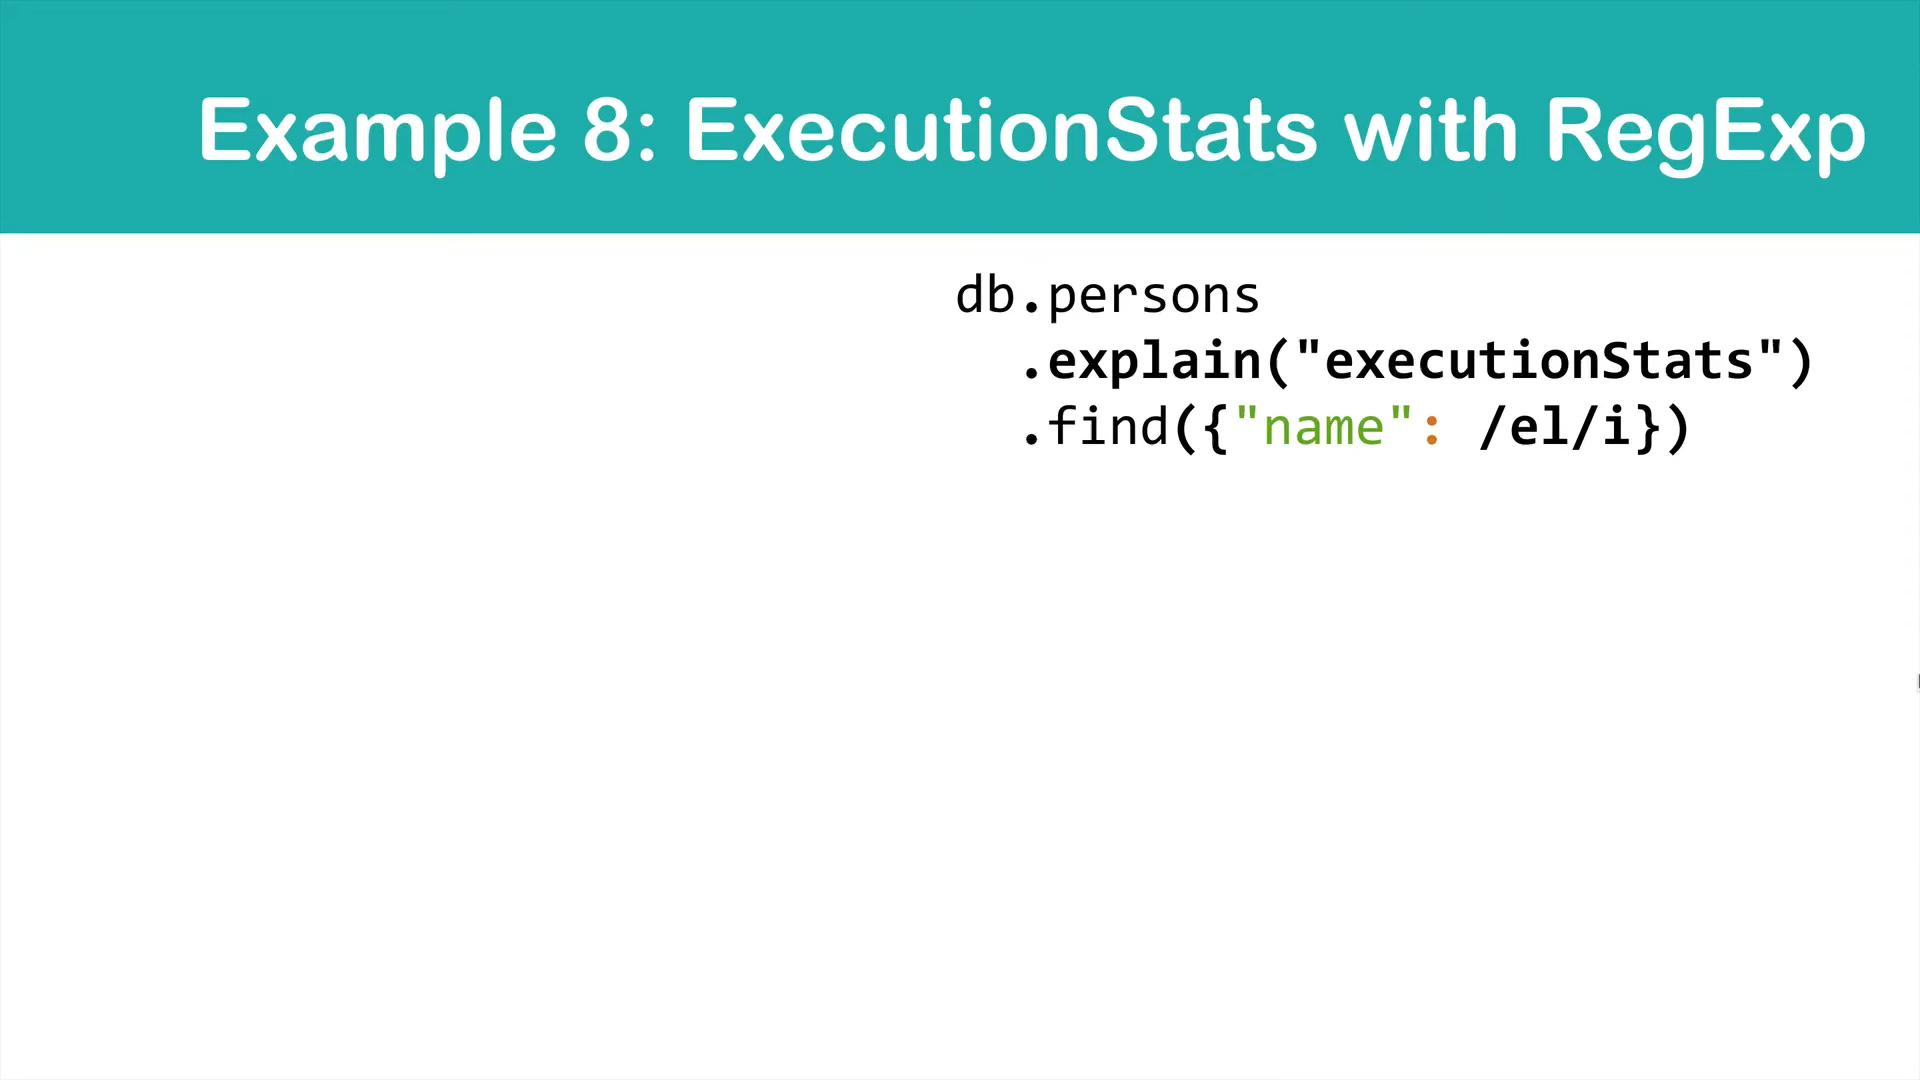 Example 8: ExecutionStats with RegExp
db.persons
.explain("executionStats")
.find({"name": /el/i})